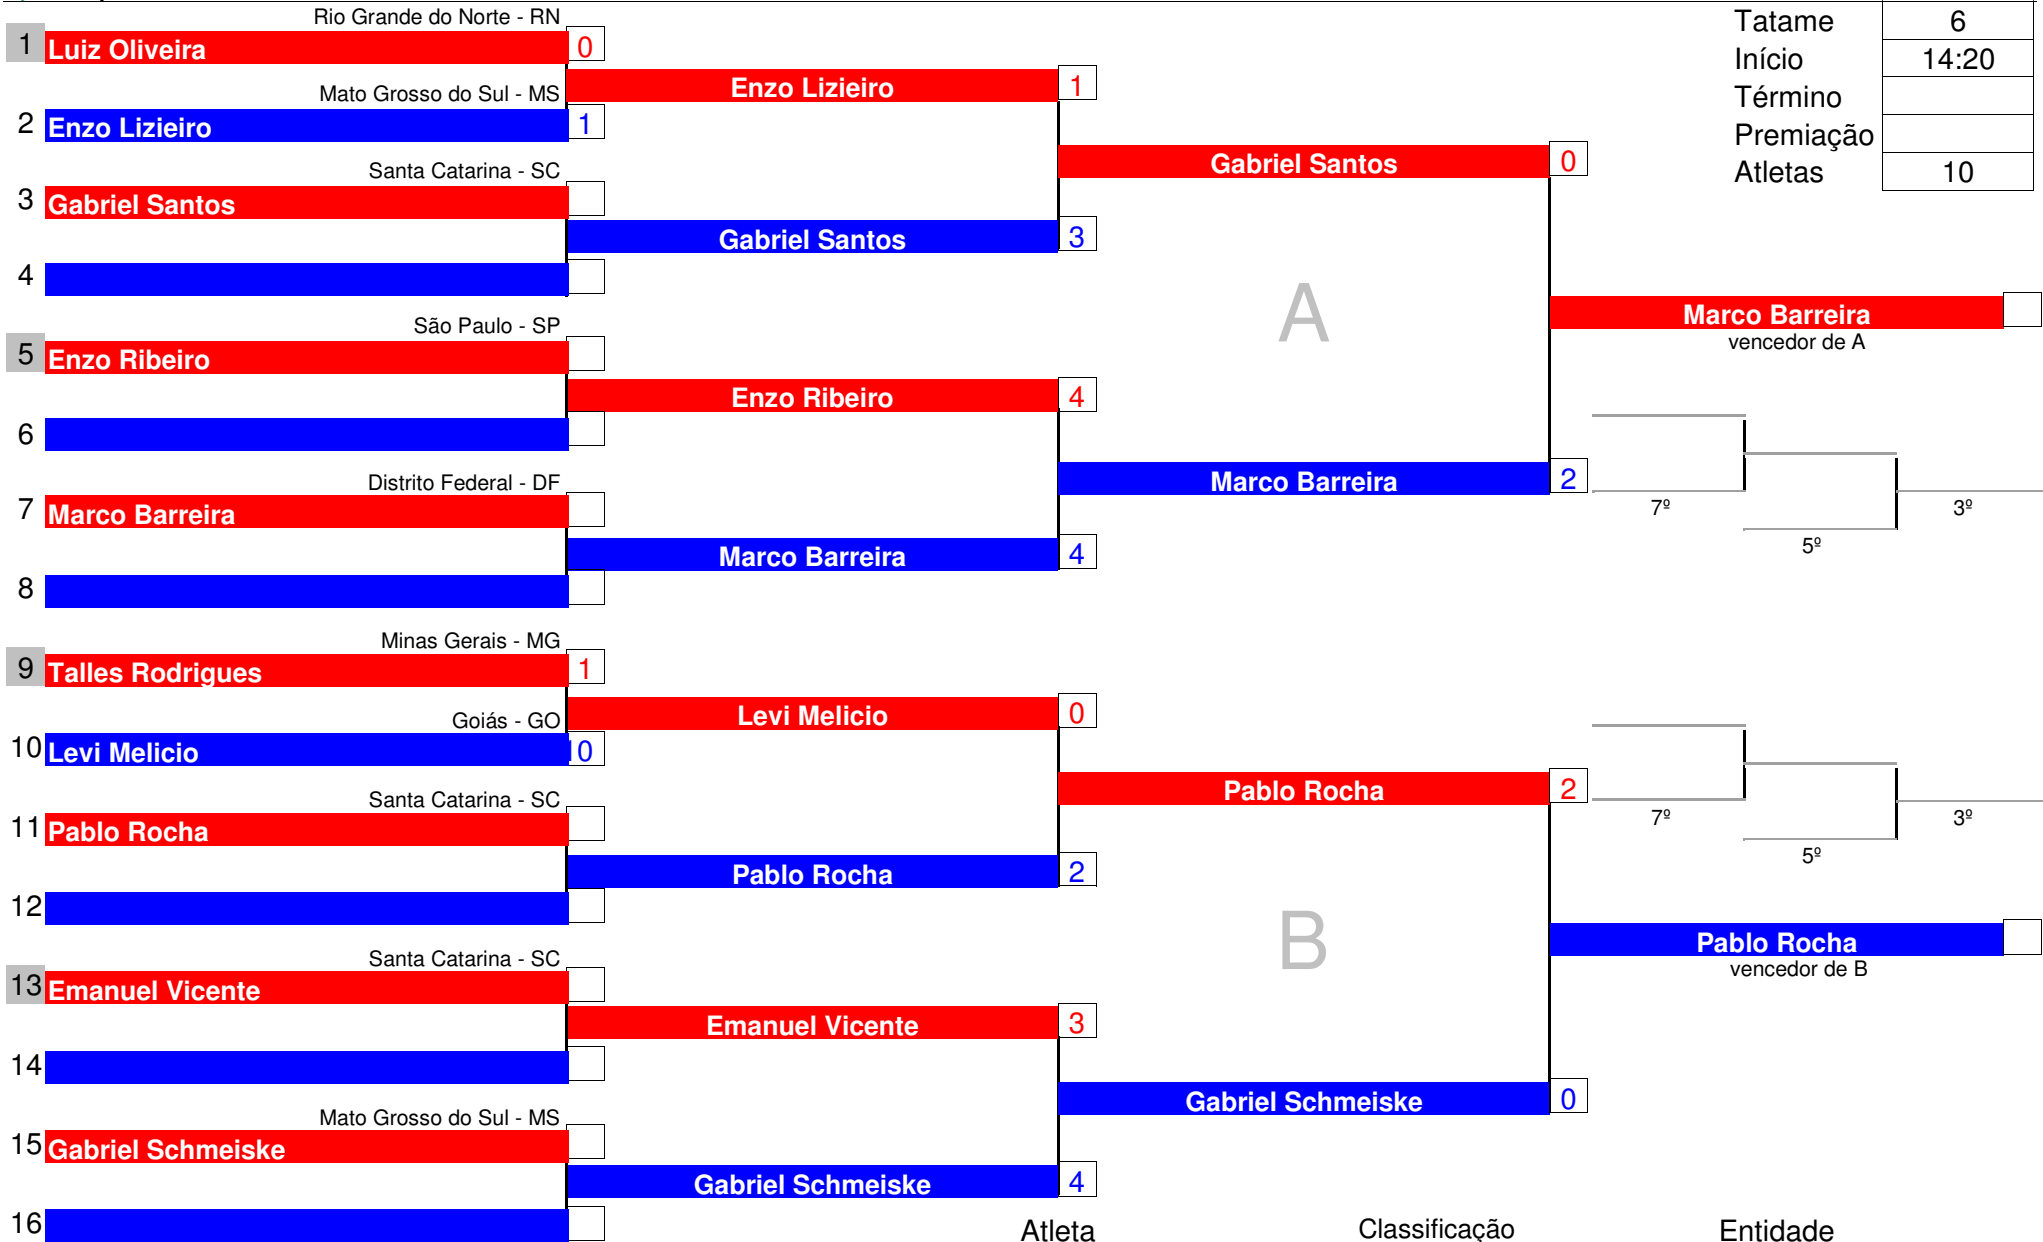 Rio Grande do Norte - RN
1 Luiz Oliveira 0
Tatame 6
Início 14:20
Enzo Lizieiro 1
Mato Grosso do Sul - MS
2 Enzo Lizieiro 1
Término
Premiação
Gabriel Santos 0
Atletas 10
Santa Catarina - SC
3 Gabriel Santos
Gabriel Santos 3
4
A
Marco Barreira
vencedor de A
São Paulo - SP
5 Enzo Ribeiro
Enzo Ribeiro 4
6
Distrito Federal - DF
Marco Barreira 2
7 Marco Barreira
7º
3º
5º
Marco Barreira 4
8
Minas Gerais - MG
9 Talles Rodrigues 1
Levi Melicio 0
Goiás - GO
10 Levi Melicio 10
Pablo Rocha 2
Santa Catarina - SC
11 Pablo Rocha
7º
3º
5º
Pablo Rocha 2
12
B
Pablo Rocha
vencedor de B
Santa Catarina - SC
13 Emanuel Vicente
Emanuel Vicente 3
14
Gabriel Schmeiske 0
Mato Grosso do Sul - MS
15 Gabriel Schmeiske
Gabriel Schmeiske 4
16
Atleta Classificação Entidade